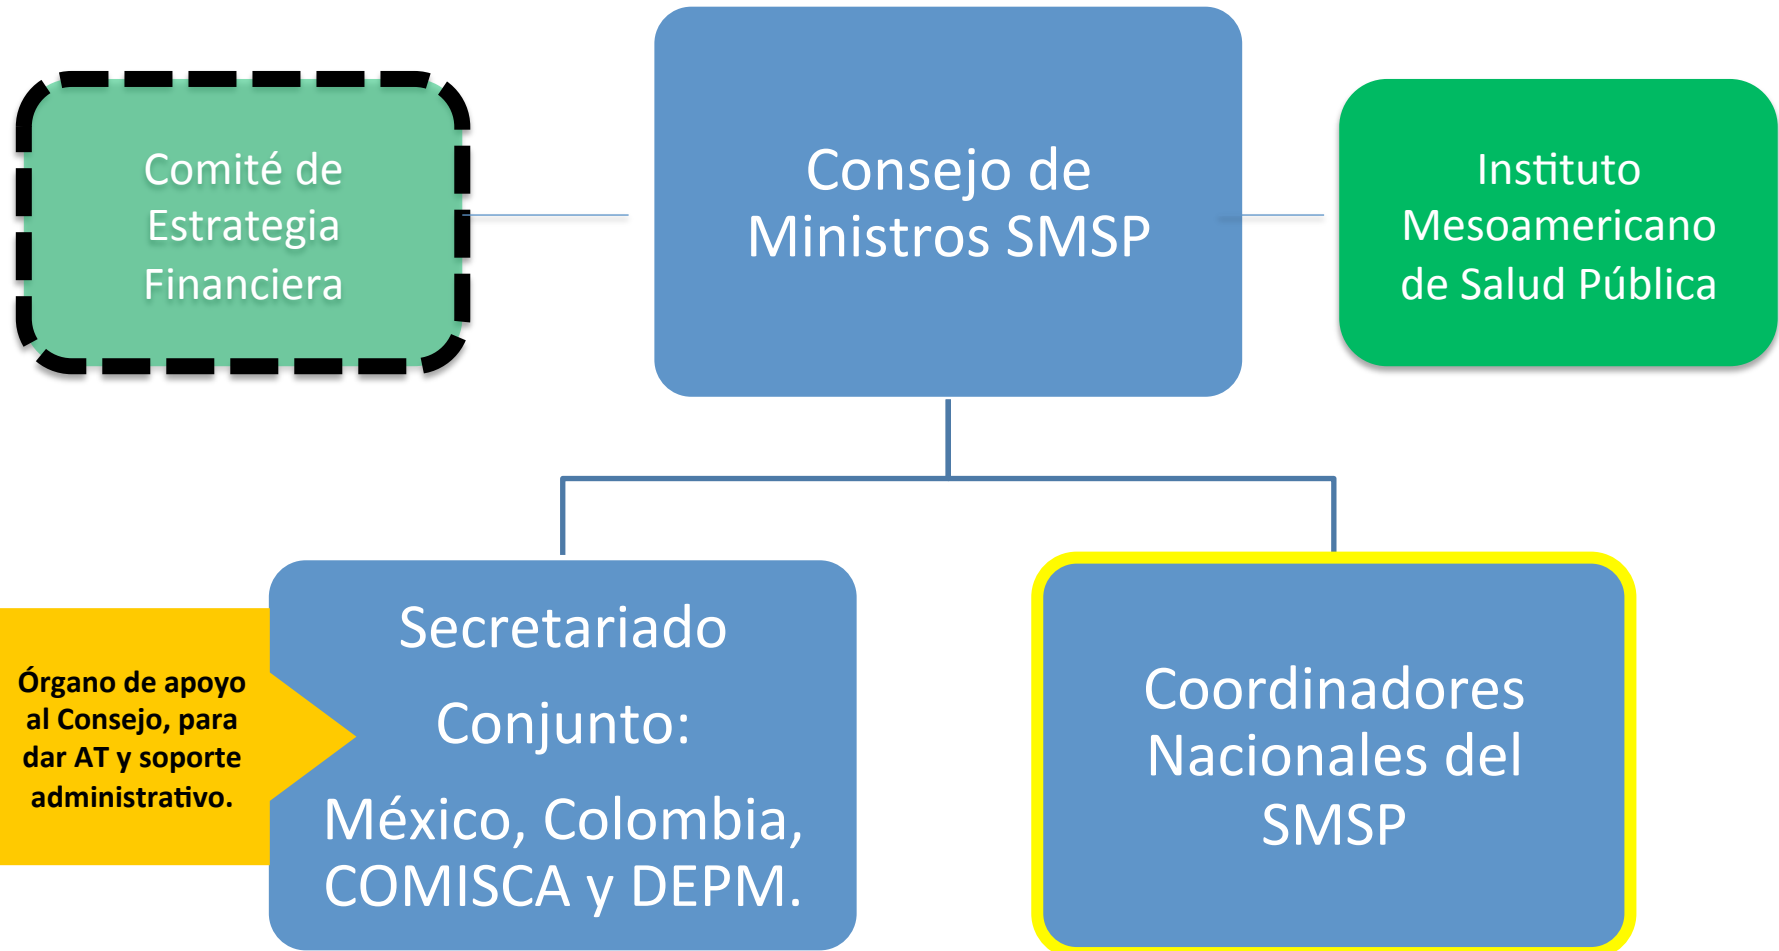 Comité de
Estrategia
Financiera
Consejo de
Ministros SMSP
Instituto
Mesoamericano
de Salud Pública
Órgano de apoyo
al Consejo, para
dar AT y soporte
administrativo.
Secretariado
Conjunto:
México, Colombia,
COMISCA y DEPM.
Coordinadores
Nacionales del
SMSP